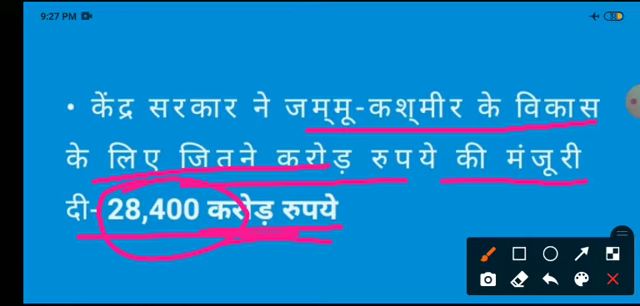 9:27 PM
• केंद्र सरकार ने जम्मू-कश्मीर के विकास
के लिए जितने करोड़ रुपये की मंजूरी
दी- 28,400 करोड़ रुपये